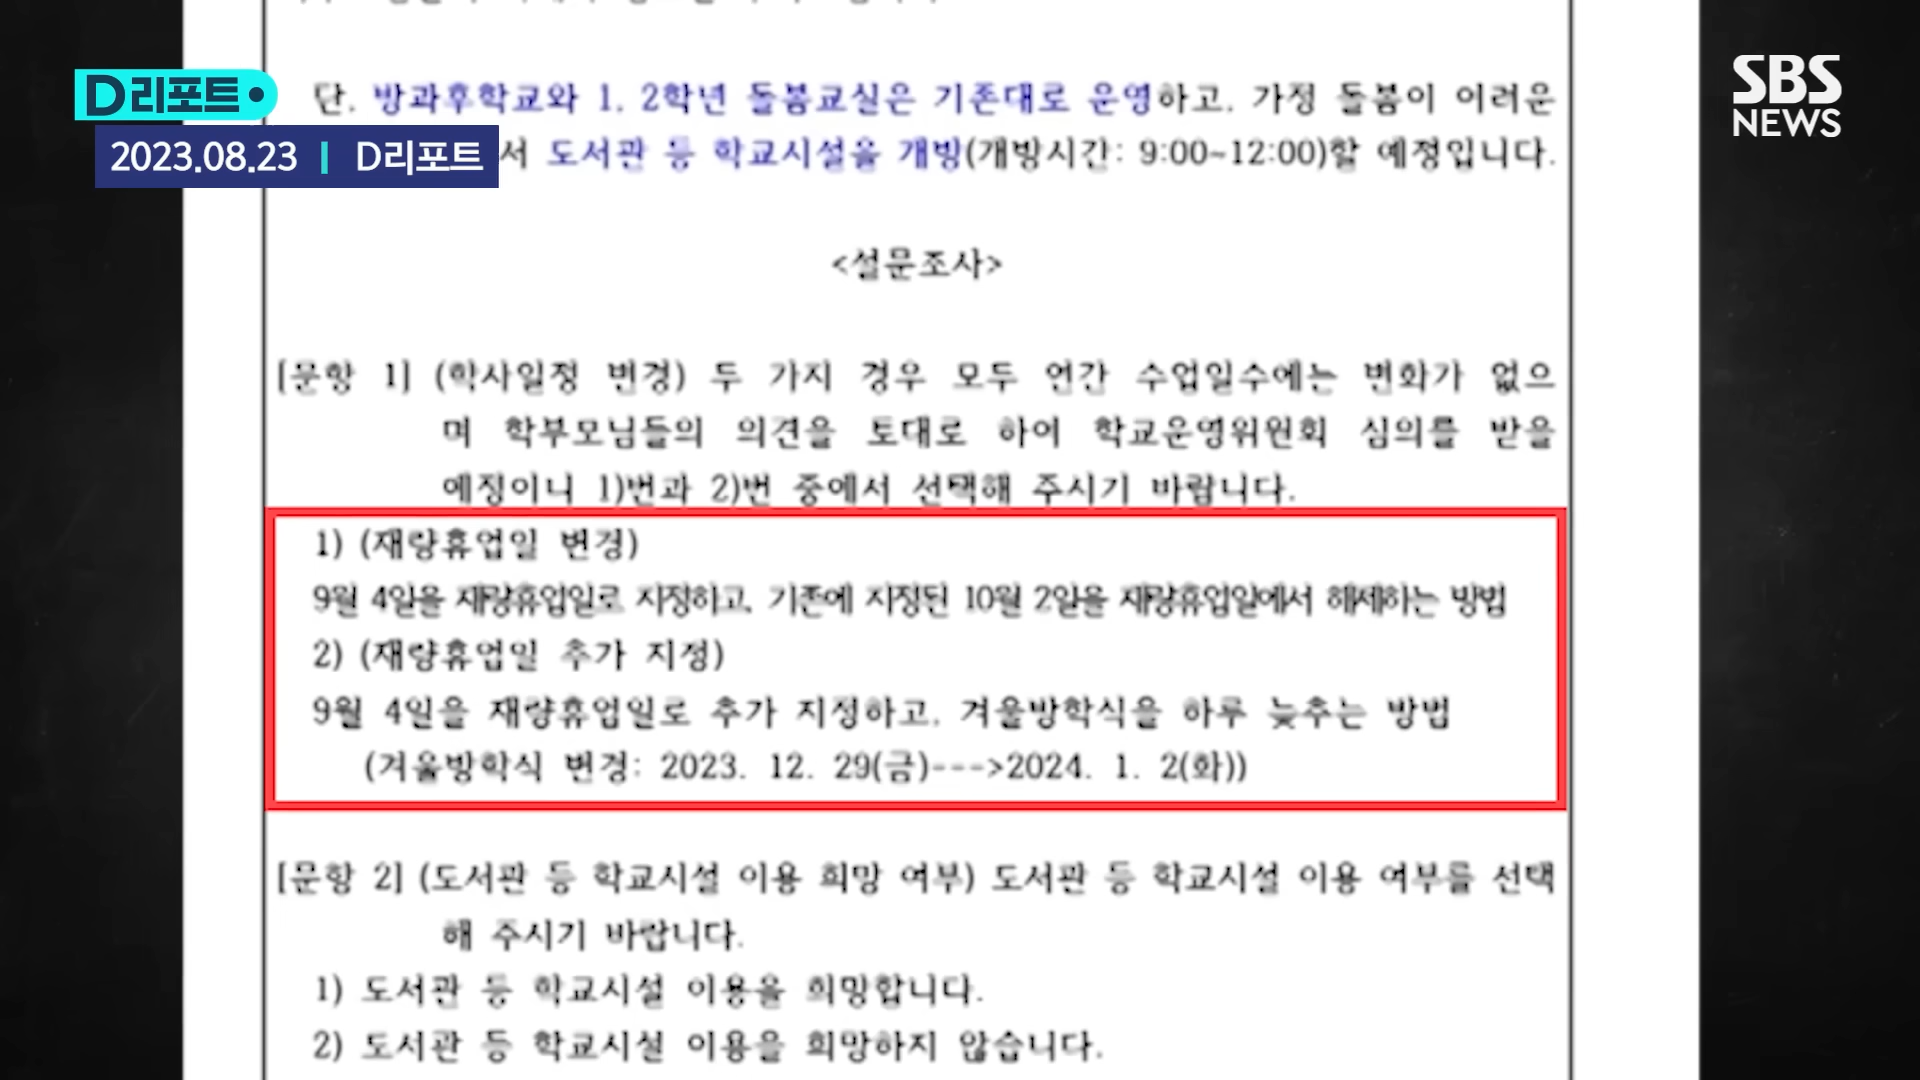 D리포트
SBS
NEWS
단, 방과후학교와 1, 2학년 돌봄교실은 기존대로 운영하고, 가정 돌봄이 어려운
2023.08.23 | D리포트
서 도서관 등 학교시설을 개방(개방시간: 9:00~12:00)할 예정입니다.
<설문조사>
[문항 1] (학사일정 변경) 두 가지 경우 모두 연간 수업일수에는 변화가 없으
며 학부모님들의 의견을 토대로 하여 학교운영위원회 심의를 받을
예정이니 1)번과 2)번 중에서 선택해 주시기 바랍니다.
1) (재량휴업일 변경)
9월 4일을 재량휴업일로 지정하고, 기존에 지정된 10월 2일을 재량휴업일에서 해제하는 방법
2) (재량휴업일 추가 지정)
9월 4일을 재량휴업일로 추가 지정하고, 겨울방학식을 하루 늦추는 방법
(겨울방학식 변경: 2023. 12. 29(금)--->2024. 1. 2(화))
[문항 2] (도서관 등 학교시설 이용 희망 여부) 도서관 등 학교시설 이용 여부를 선택
해 주시기 바랍니다.
1) 도서관 등 학교시설 이용을 희망합니다.
2) 도서관 등 학교시설 이용을 희망하지 않습니다.